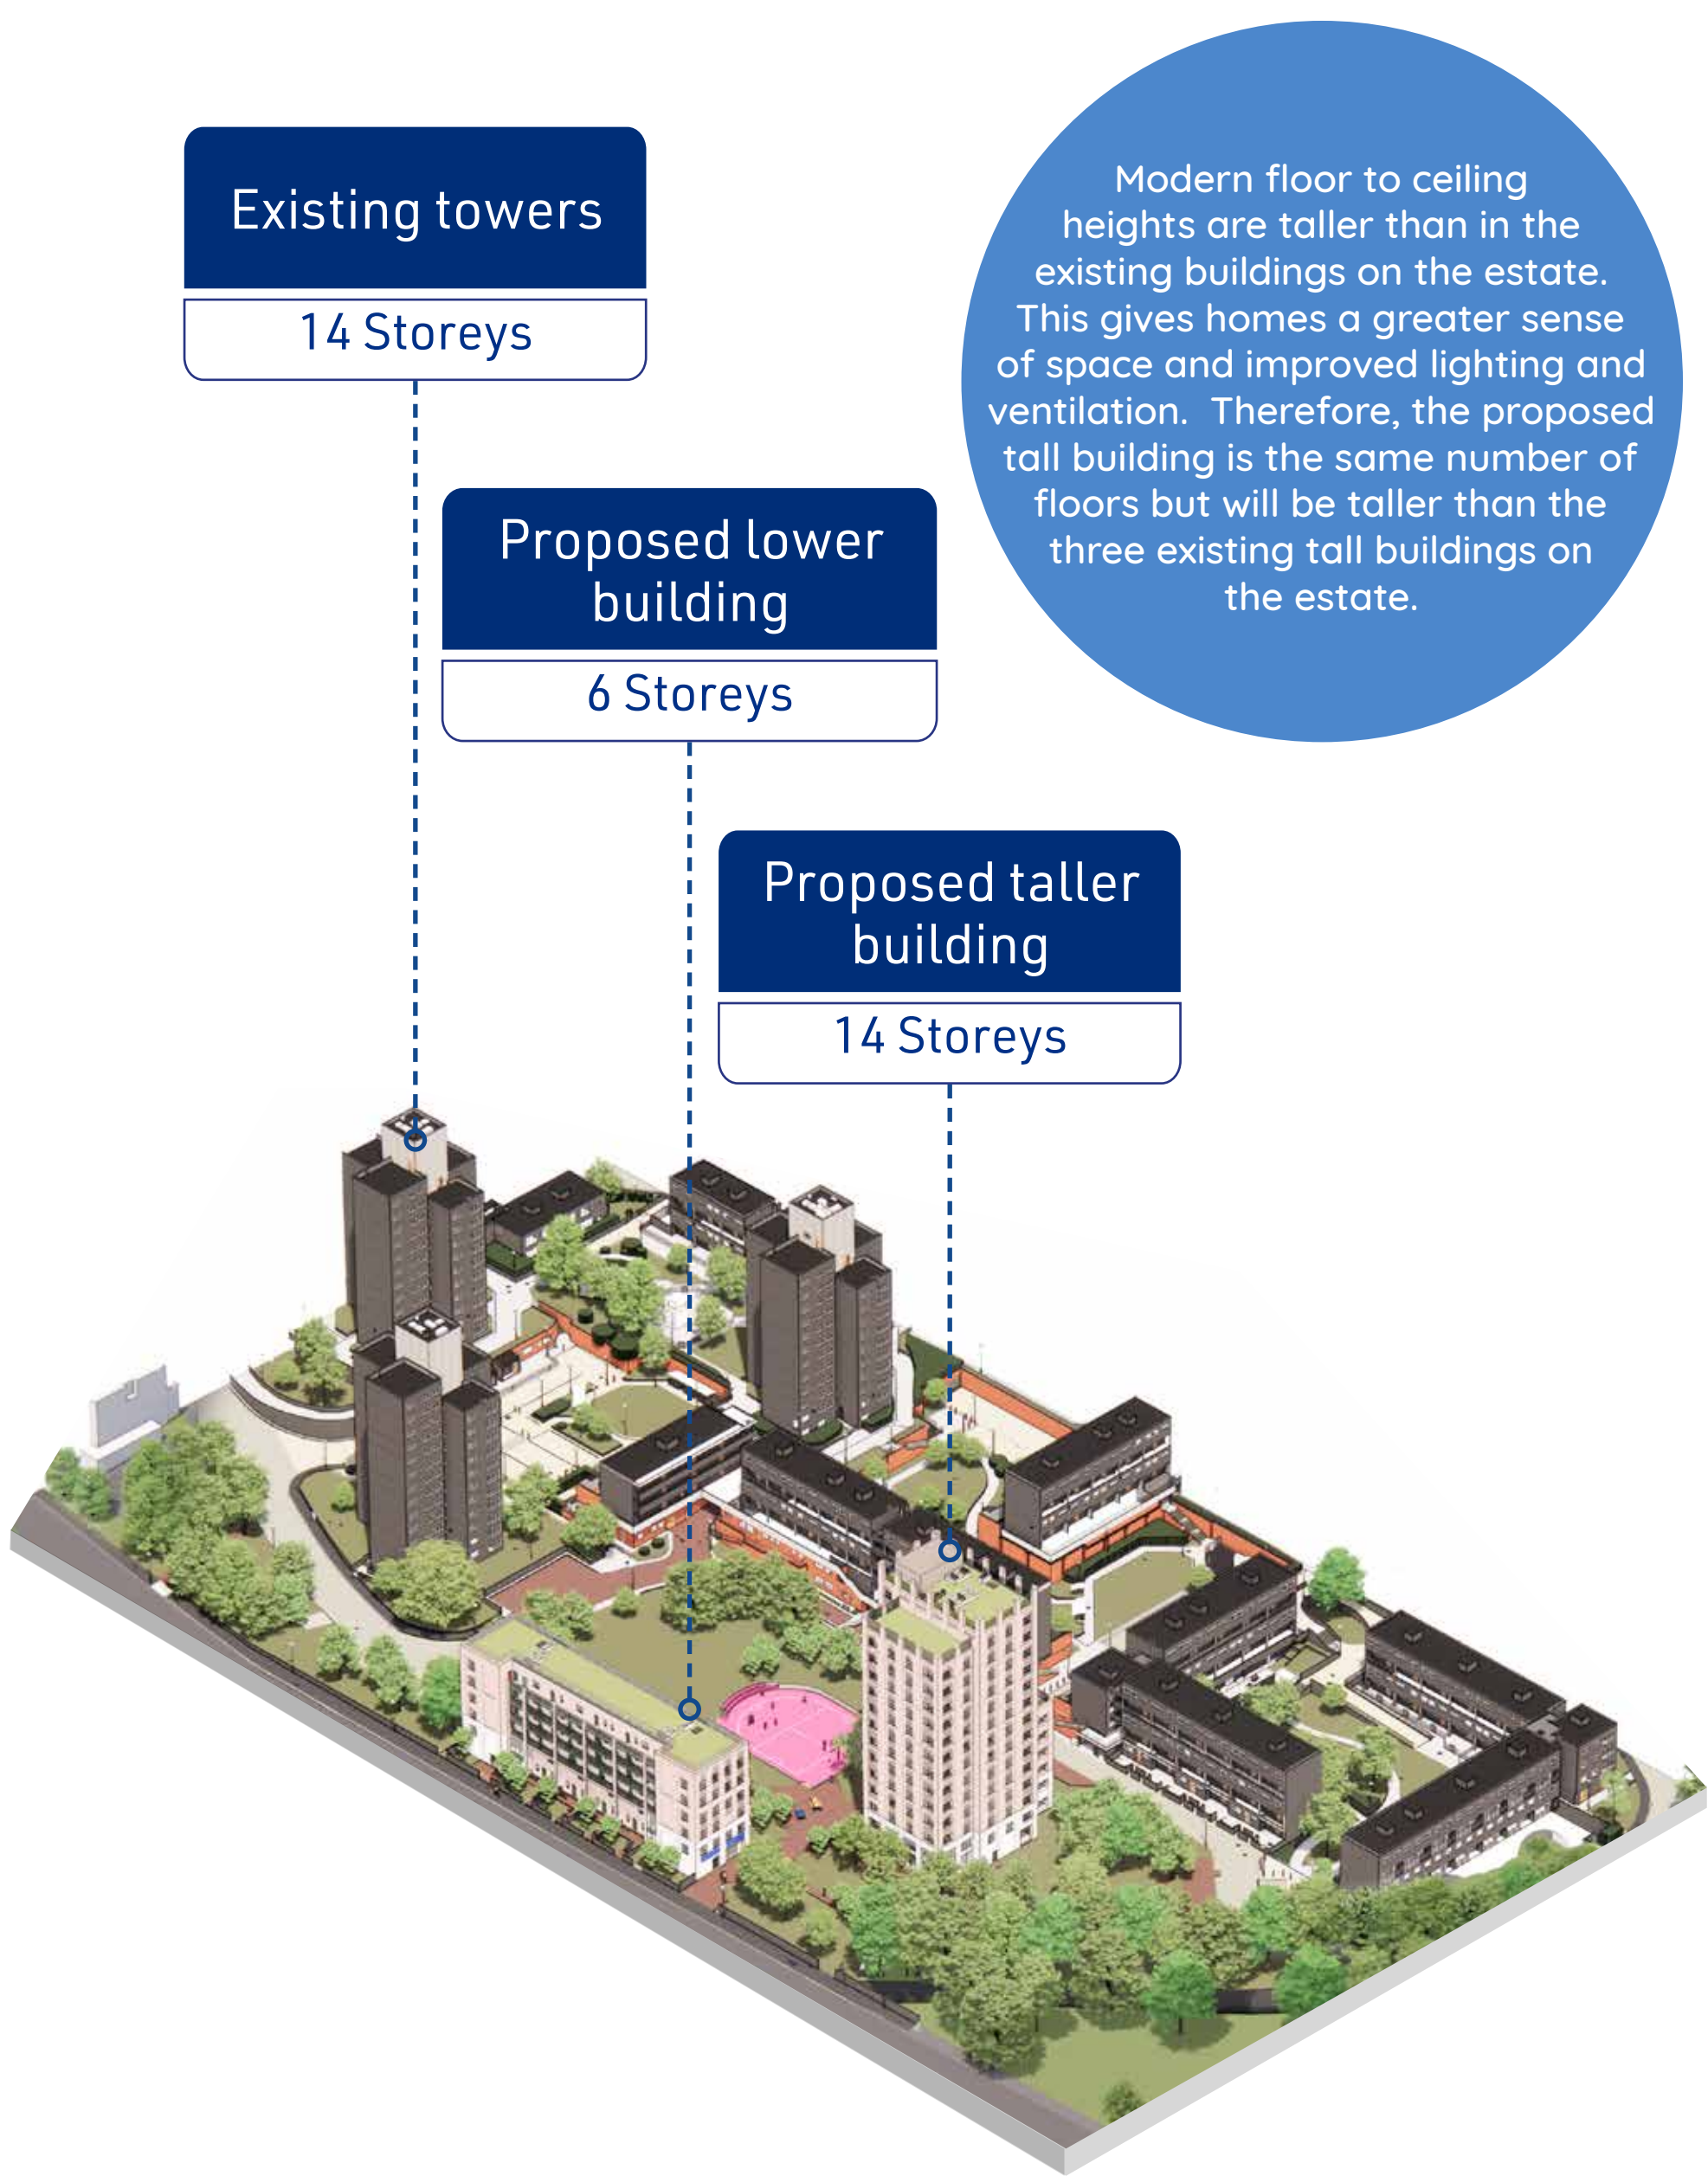 Modern floor to ceiling
heights are taller than in the
existing buildings on the estate.
This gives homes a greater sense
of space and improved lighting and
ventilation.  Therefore, the proposed
tall building is the same number of
floors but will be taller than the
three existing tall buildings on
the estate.
Existing towers
14 Storeys
Proposed lower
building
6 Storeys
Proposed taller
building
14 Storeys